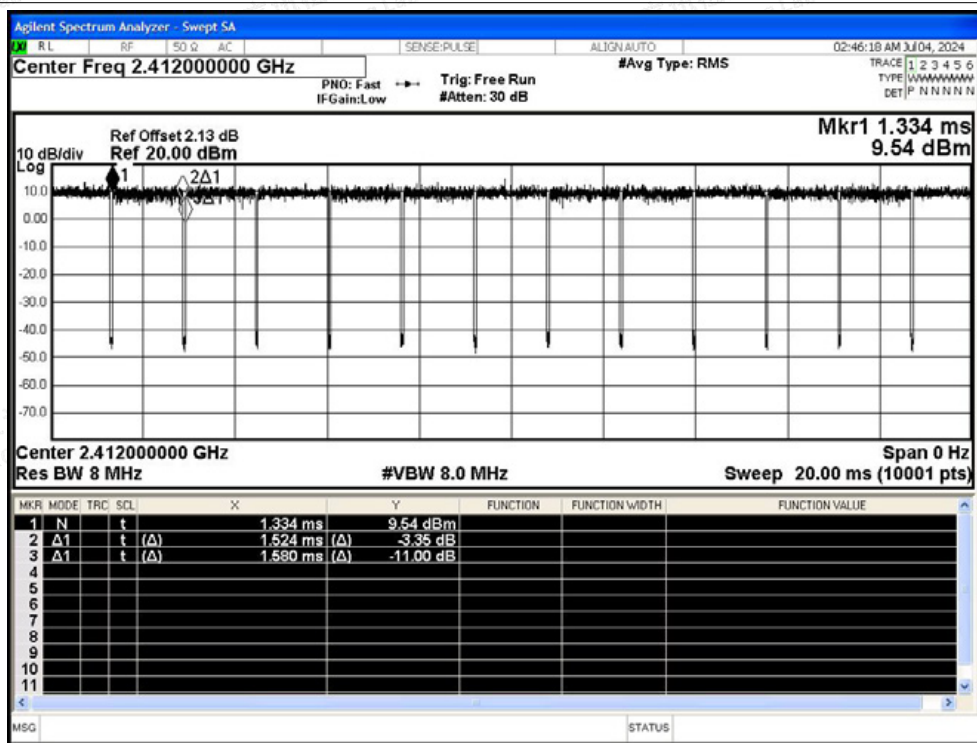 Agilent Spectrum Analyzer - Swept SA
RL RF 50 Ω AC SENSE:PULSE ALIGN AUTO 02:46:18 AM Jul 04, 2024
Center Freq 2.412000000 GHz #Avg Type: RMS TRACE 1 2 3 4 5 6
PNO: Fast Trig: Free Run TYPE WWWWWW
IFGain:Low #Atten: 30 dB DET P N N N N N
Mkr1 1.334 ms
Ref Offset 2.13 dB
10 dB/div Ref 20.00 dBm 9.54 dBm
Log
1 2Δ1
3Δ1
10.0
0.00
-10.0
-20.0
-30.0
-40.0
-50.0
-60.0
-70.0
Center 2.412000000 GHz Span 0 Hz
Res BW 8 MHz #VBW 8.0 MHz Sweep 20.00 ms (10001 pts)
MKR MODE TRC SCL X Y FUNCTION FUNCTION WIDTH FUNCTION VALUE
1 N t 1.334 ms 9.54 dBm
2 Δ1 t (Δ) 1.524 ms (Δ) -3.35 dB
3 Δ1 t (Δ) 1.580 ms (Δ) -11.00 dB
4
5
6
7
8
9
10
11
MSG STATUS